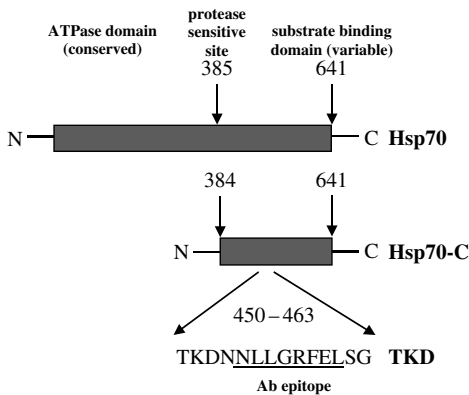 ATPase domain
(conserved)
protease
sensitive
site
substrate binding
domain (variable)
385
641
N
C Hsp70
384
641
N
C Hsp70-C
450–463
TKDNNLLGRFELSG TKD
Ab epitope